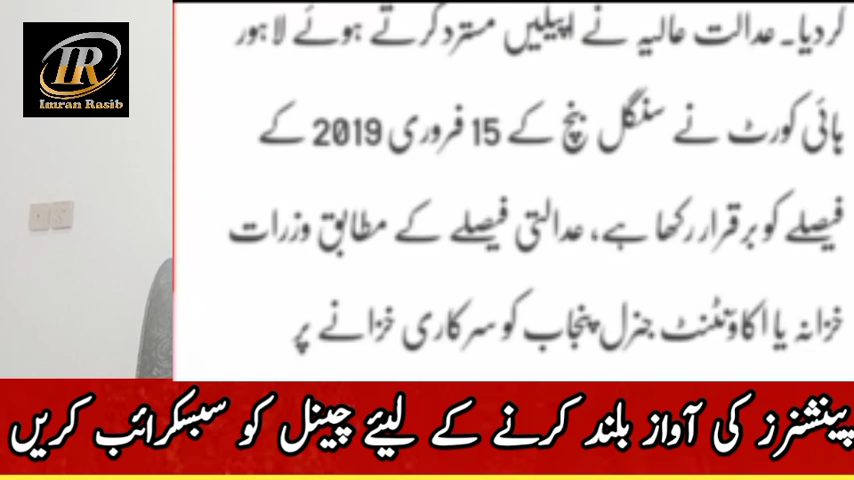 IR
Imran Rasib
کردیا۔ عدالت عالیہ نے اپیلیں مسترد کرتے ہوئے لاہور
ہائی کورٹ نے سنگل بنچ کے 15 فروری 2019 کے
فیصلے کو برقرار رکھا ہے، عدالتی فیصلے کے مطابق وزرات
خزانہ یا اکاؤنٹنٹ جنرل پنجاب کو سرکاری خزانے پر
پینشنرز کی آواز بلند کرنے کے لیئے چینل کو سبسکرائب کریں